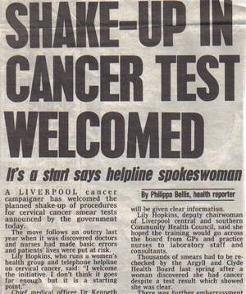 SHAKE-UP IN
CANCER TEST
WELCOMED
It's a start says helpline spokeswoman
A LIVERPOOL cancer
campaigner has welcomed the
planned shake-up of procedures
for cervical cancer smear tests
announced by the government
today.
The move follows an outcry last
year when it was discovered doctors
and nurses had made basic errors
and patients' lives were put at risk.
Lily Hopkins, who runs a women's
health group and telephone helpline
on cervical cancer, said: "I welcome
the initiative. I don't think it goes
far enough but it is a starting
point."
Chief medical officer Dr Kenneth
By Philippa Bellis, health reporter
will be given clear information.
Lily Hopkins, deputy chairwoman
of Liverpool central and southern
Community Health Council, said she
hoped the training would go across
the board from GPs and practice
nurses to laboratory staff and
consultants.
Thousands of smears had to be re-
checked by the Argyll and Clyde
Health Board last spring after a
woman discovered she had cancer
despite a test result which showed
she was clear.
There was further embarrassment